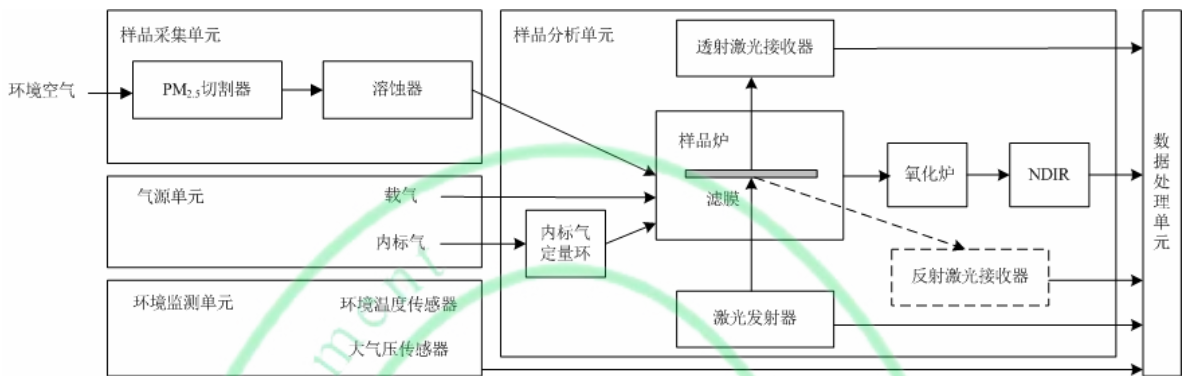 样品采集单元
环境空气
PM2.5切割器
溶蚀器
气源单元
载气
内标气
环境监测单元
环境温度传感器
大气压传感器
样品分析单元
透射激光接收器
样品炉
滤膜
内标气
定量环
氧化炉
NDIR
反射激光接收器
激光发射器
数据处理单元
ment